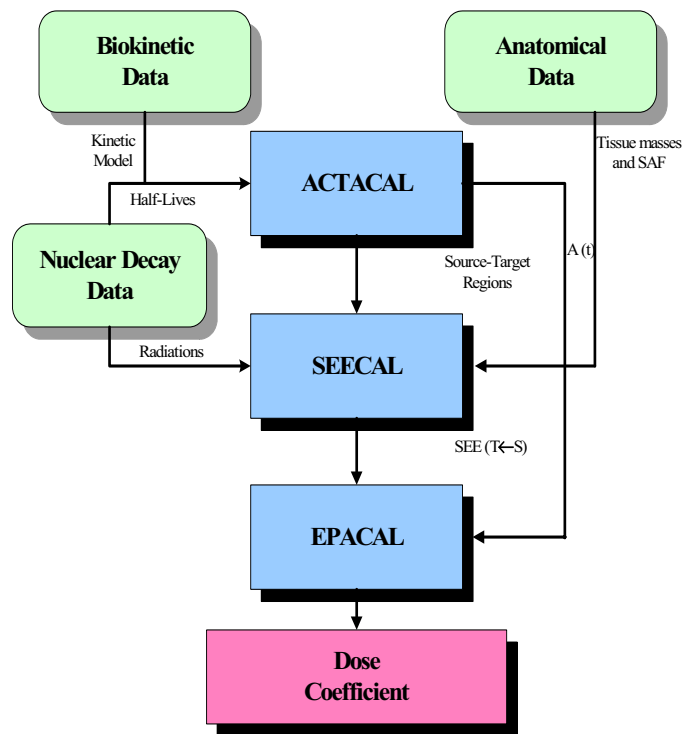 Biokinetic
Data
Anatomical
Data
Kinetic
Model
Tissue masses
and SAF
ACTACAL
Half-Lives
Nuclear Decay
Data
Source-Target
Regions
A (t)
Radiations
SEECAL
SEE (T←S)
EPACAL
Dose
Coefficient